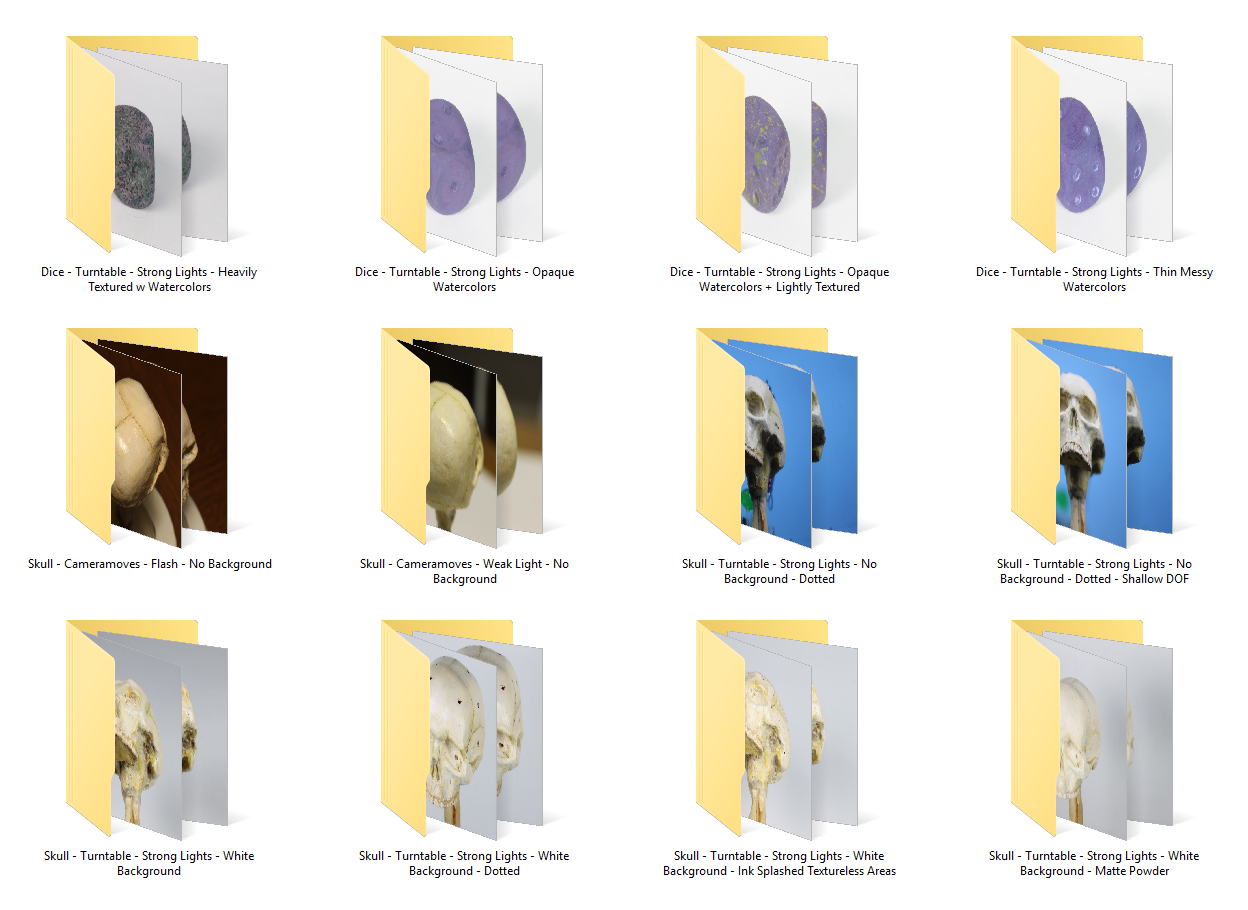 Dice - Turntable - Strong Lights - Heavily
Textured w Watercolors
Dice - Turntable - Strong Lights - Opaque
Watercolors
Dice - Turntable - Strong Lights - Opaque
Watercolors + Lightly Textured
Dice - Turntable - Strong Lights - Thin Messy
Watercolors
Skull - Cameramoves - Flash - No Background
Skull - Cameramoves - Weak Light - No
Background
Skull - Turntable - Strong Lights - No
Background - Dotted
Skull - Turntable - Strong Lights - No
Background - Dotted - Shallow DOF
Skull - Turntable - Strong Lights - White
Background
Skull - Turntable - Strong Lights - White
Background - Dotted
Skull - Turntable - Strong Lights - White
Background - Ink Splashed Textureless Areas
Skull - Turntable - Strong Lights - White
Background - Matte Powder